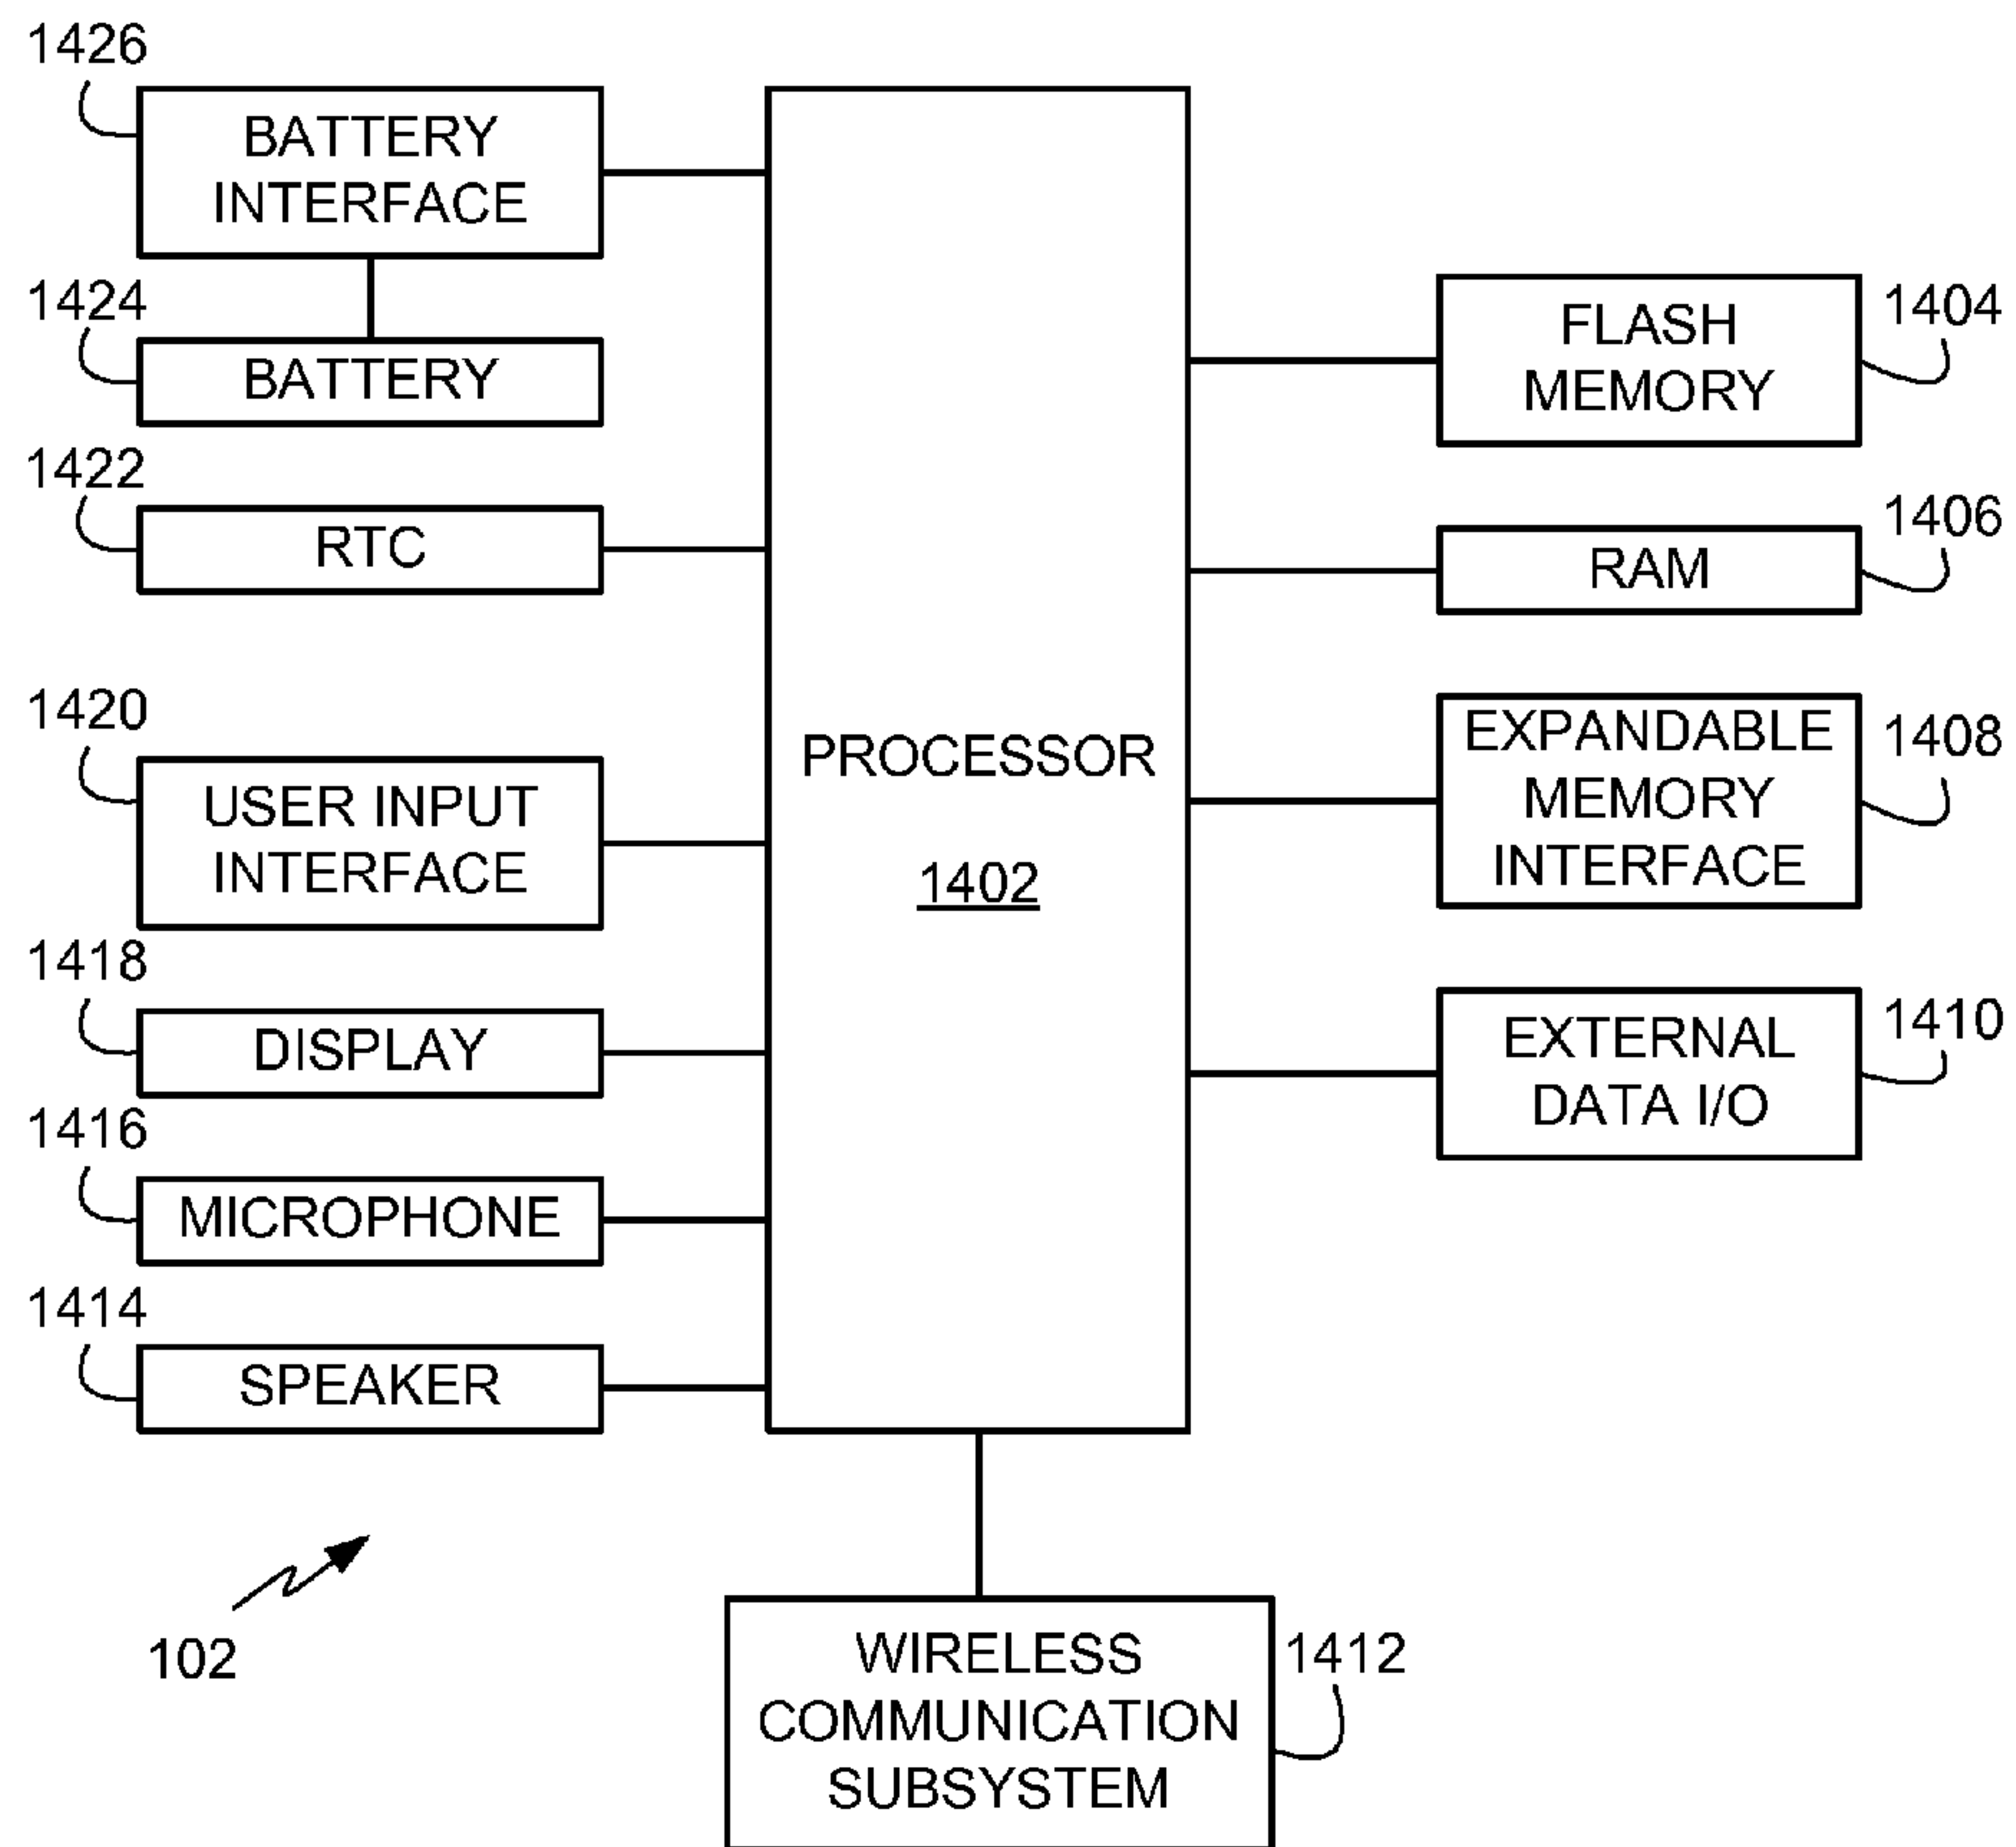 1426
BATTERY
INTERFACE
1424
BATTERY
1422
RTC
1420
USER INPUT
INTERFACE
1418
DISPLAY
1416
MICROPHONE
1414
SPEAKER
PROCESSOR
1402
FLASH
MEMORY
1404
RAM
1406
EXPANDABLE
MEMORY
INTERFACE
1408
EXTERNAL
DATA I/O
1410
102
WIRELESS
COMMUNICATION
SUBSYSTEM
1412